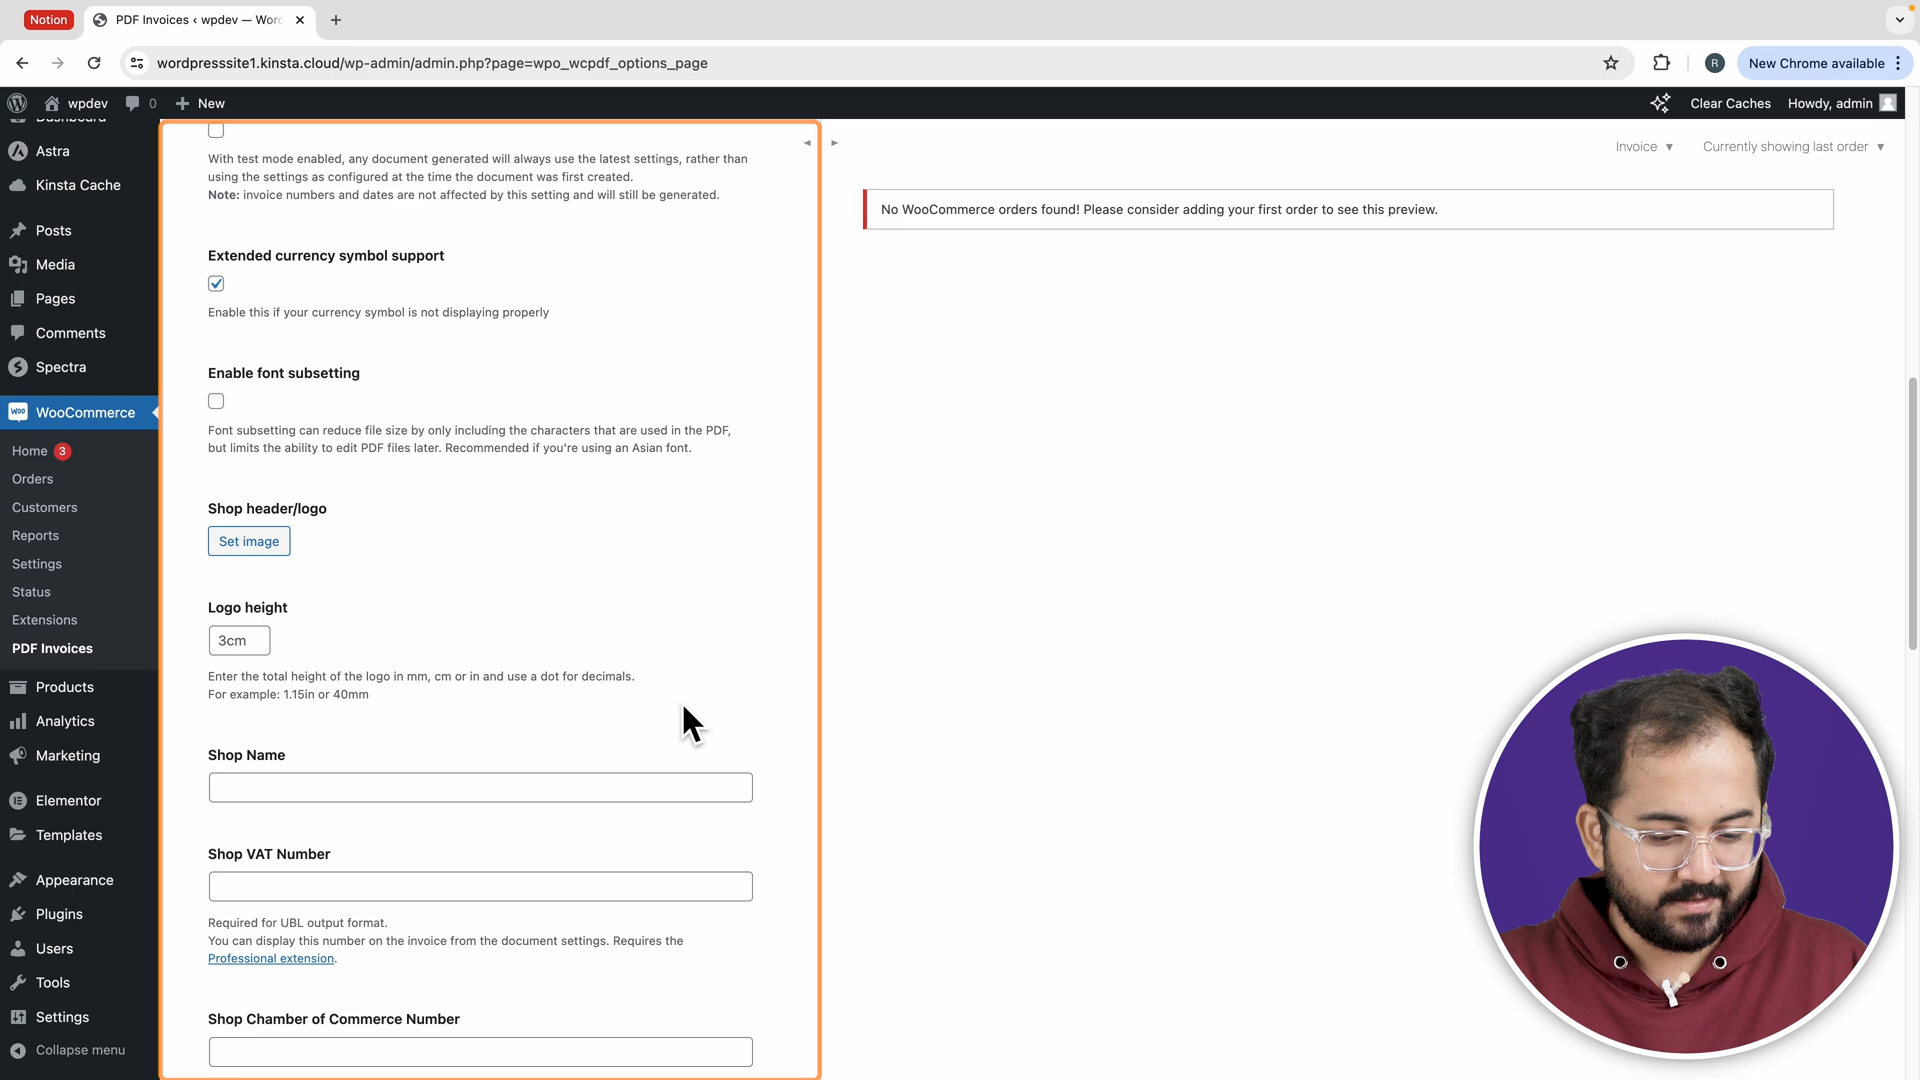 Notion
PDF Invoices ‹ wpdev — Word
wordpresssite1.kinsta.cloud/wp-admin/admin.php?page=wpo_wcpdf_options_page
R
New Chrome available
wpdev
0
New
Clear Caches
Howdy, admin
Dashboard
Astra
Kinsta Cache
Posts
Media
Pages
Comments
Spectra
WooCommerce
Home 3
Orders
Customers
Reports
Settings
Status
Extensions
PDF Invoices
Products
Analytics
Marketing
Elementor
Templates
Appearance
Plugins
Users
Tools
Settings
Collapse menu
With test mode enabled, any document generated will always use the latest settings, rather than
using the settings as configured at the time the document was first created.
Note: invoice numbers and dates are not affected by this setting and will still be generated.
Extended currency symbol support
Enable this if your currency symbol is not displaying properly
Enable font subsetting
Font subsetting can reduce file size by only including the characters that are used in the PDF,
but limits the ability to edit PDF files later. Recommended if you're using an Asian font.
Shop header/logo
Set image
Logo height
3cm
Enter the total height of the logo in mm, cm or in and use a dot for decimals.
For example: 1.15in or 40mm
Shop Name
Shop VAT Number
Required for UBL output format.
You can display this number on the invoice from the document settings. Requires the
Professional extension.
Shop Chamber of Commerce Number
Invoice
Currently showing last order
No WooCommerce orders found! Please consider adding your first order to see this preview.